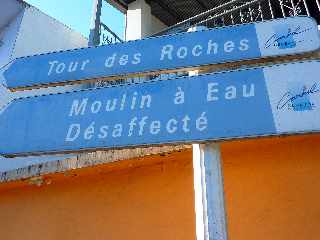 Tour des Roches
Moulin à Eau
Désaffecté